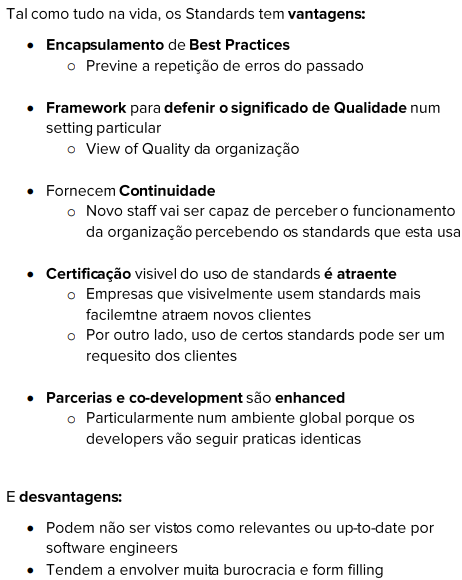 Tal como tudo na vida, os Standards tem vantagens:
• Encapsulamento de Best Practices
○ Previne a repetição de erros do passado
• Framework para defenir o significado de Qualidade num
setting particular
○ View of Quality da organização
• Fornecem Continuidade
○ Novo staff vai ser capaz de perceber o funcionamento
da organização percebendo os standards que esta usa
• Certificação visivel do uso de standards é atraente
○ Empresas que visivelmente usem standards mais
facilemtne atraem novos clientes
○ Por outro lado, uso de certos standards pode ser um
requesito dos clientes
• Parcerias e co-development são enhanced
○ Particularmente num ambiente global porque os
developers vão seguir praticas identicas
E desvantagens:
• Podem não ser vistos como relevantes ou up-to-date por
software engineers
• Tendem a envolver muita burocracia e form filling